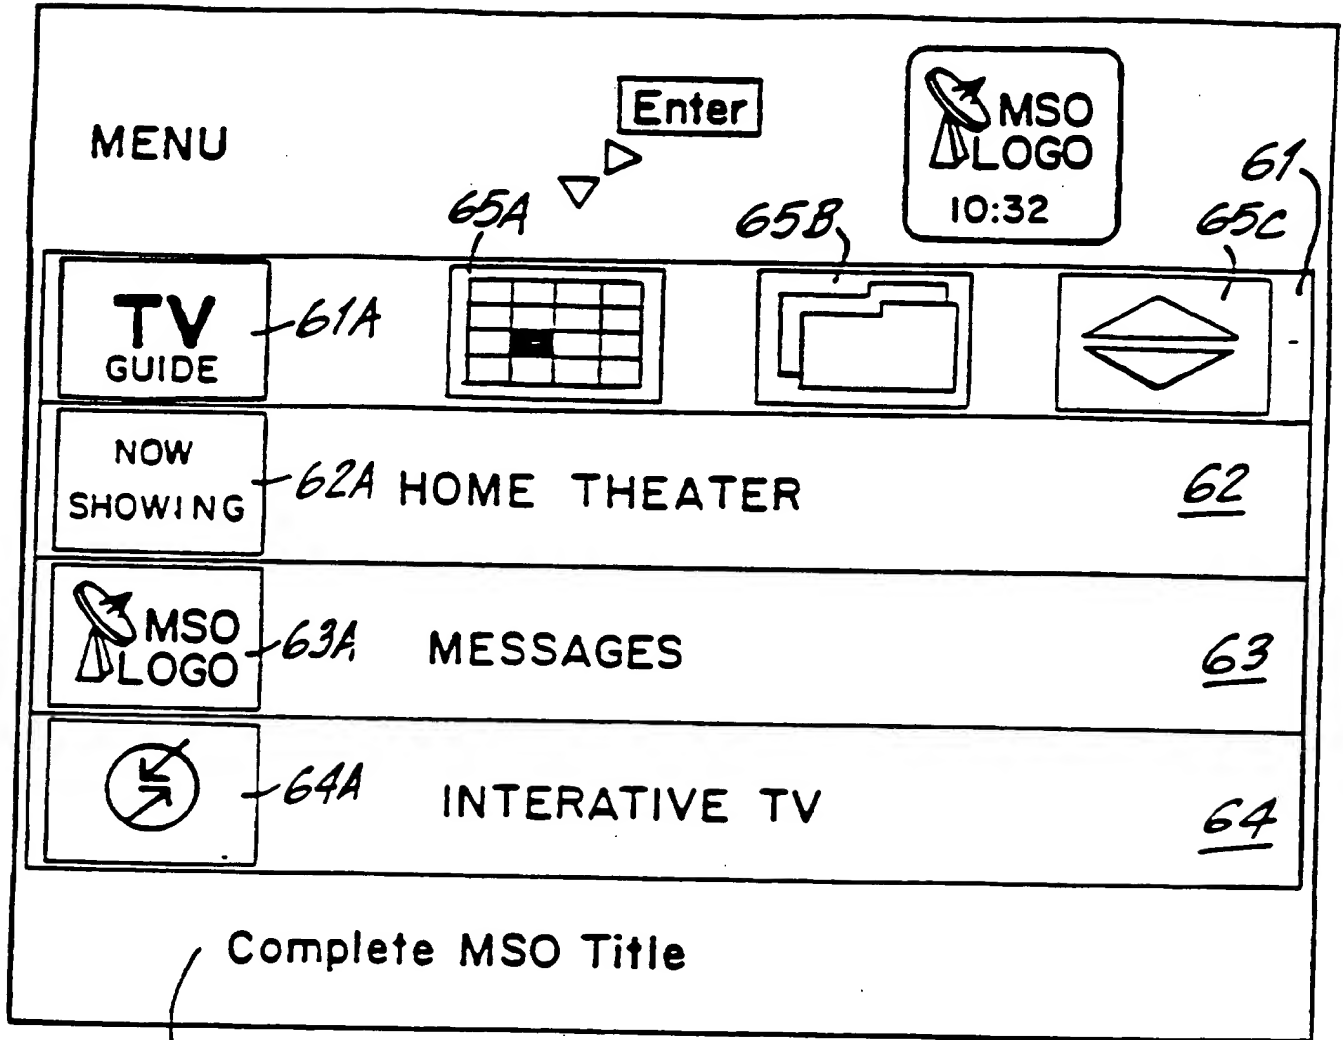 Enter
MENU
MSO
LOGO
10:32
61
65A
65B
65C
TV
GUIDE
61A
NOW
SHOWING
62A
HOME THEATER
62
MSO
LOGO
63A
MESSAGES
63
64A
INTERATIVE TV
64
Complete MSO Title